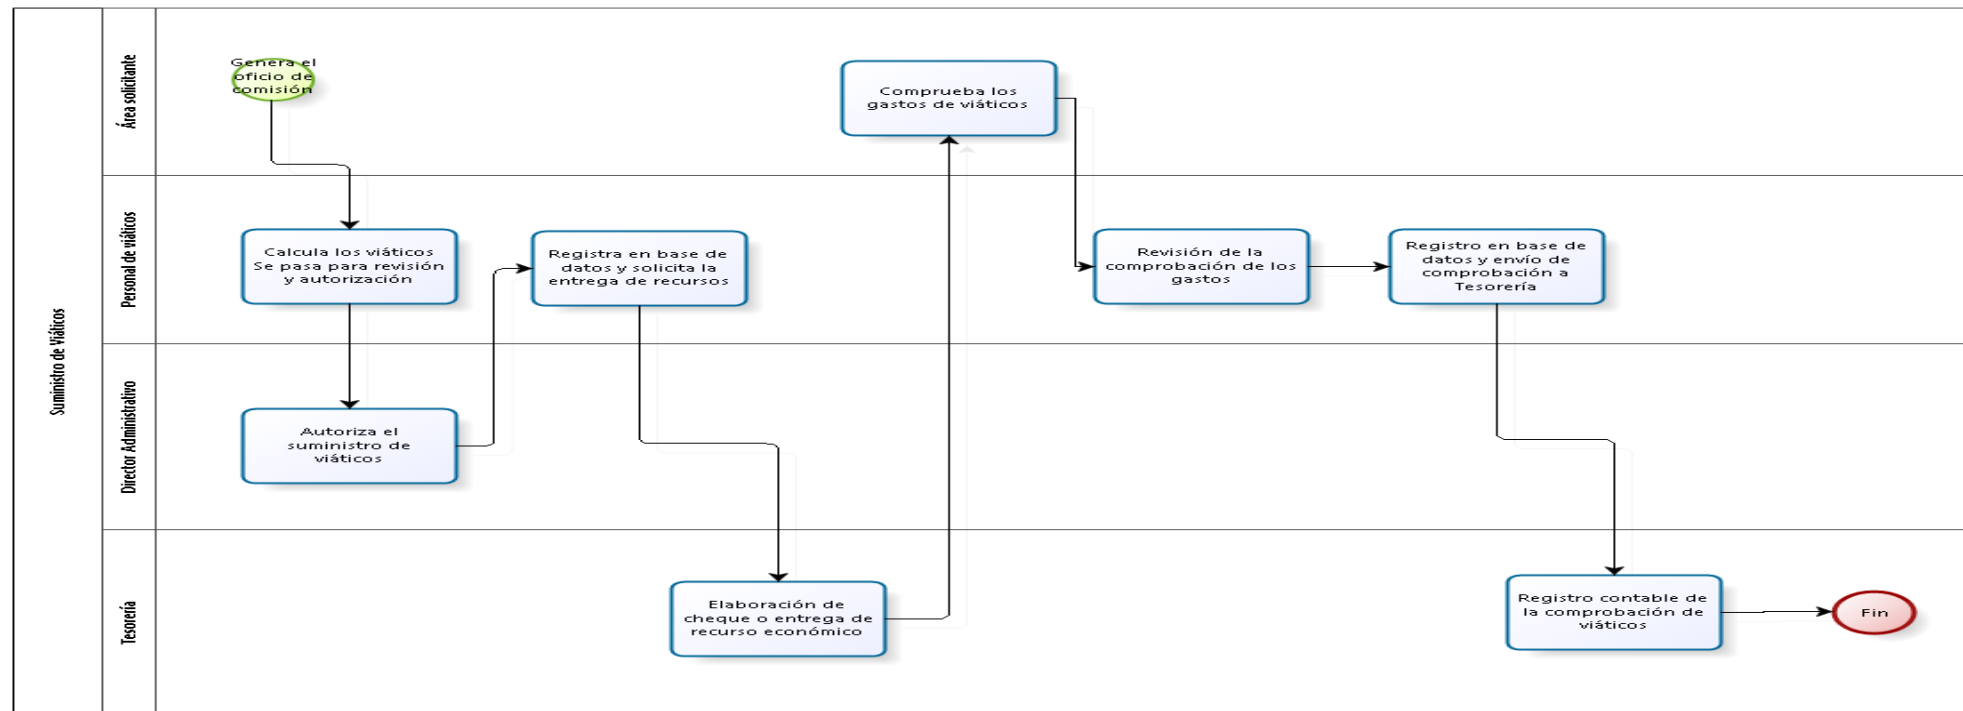 Suministro de Viáticos
Área solicitante
Genera el
oficio de
comisión
Comprueba los
gastos de viáticos
Personal de viáticos
Calcula los viáticos
Se pasa para revisión
y autorización
Registra en base de
datos y solicita la
entrega de recursos
Revisión de la
comprobación de los
gastos
Registro en base de
datos y envío de
comprobación a
Tesorería
Director Administrativo
Autoriza el
suministro de
viáticos
Tesorería
Elaboración de
cheque o entrega de
recurso económico
Registro contable de
la comprobación de
viáticos
Fin